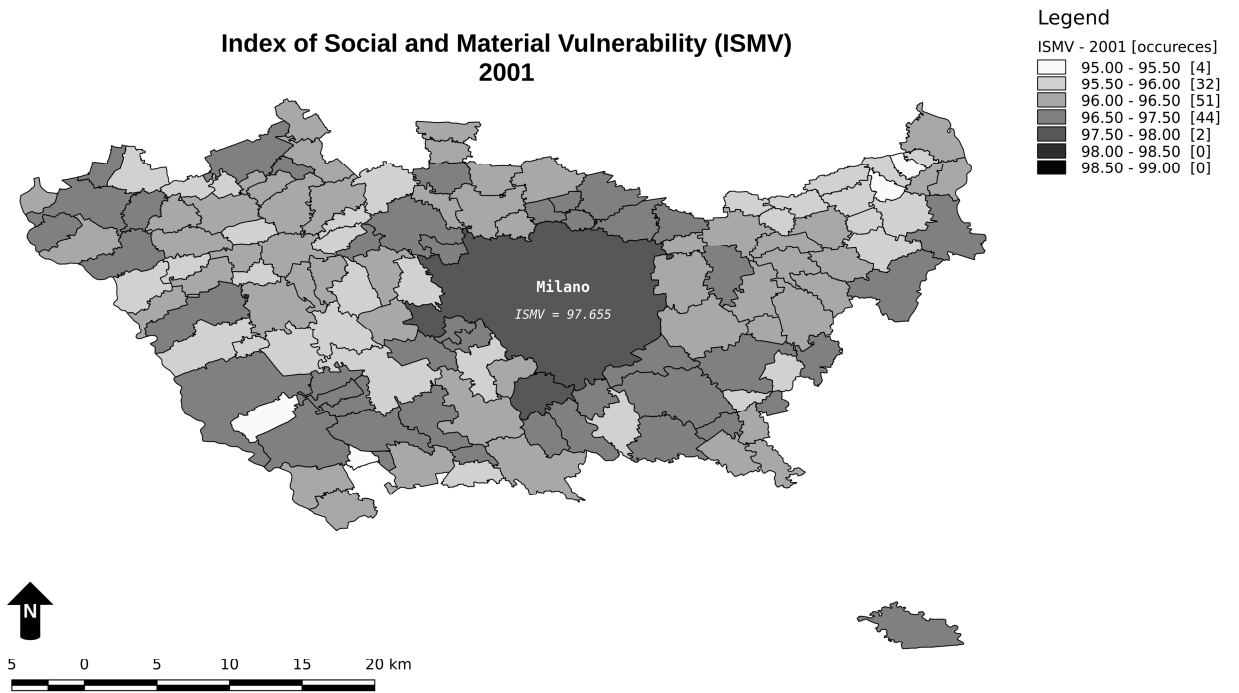 Index of Social and Material Vulnerability (ISMV)
2001
Legend
ISMV - 2001 [occureces]
95.00 - 95.50 [4]
95.50 - 96.00 [32]
96.00 - 96.50 [51]
96.50 - 97.50 [44]
97.50 - 98.00 [2]
98.00 - 98.50 [0]
98.50 - 99.00 [0]
Milano
ISMV = 97.655
N
5 0 5 10 15 20 km